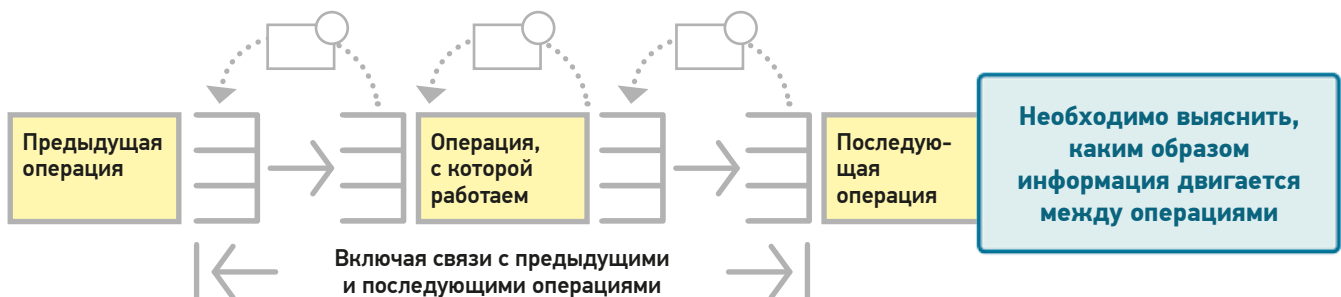 Предыдущая
операция
Операция,
с которой
работаем
Последую-
щая
операция
Необходимо выяснить,
каким образом
информация двигается
между операциями
Включая связи с предыдущими
и последующими операциями